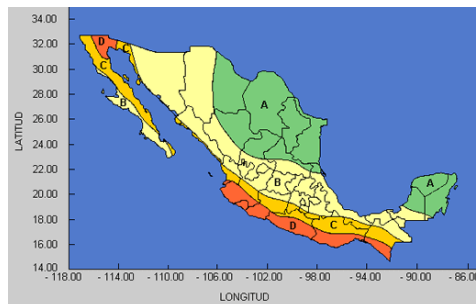 34.00
32.00
30.00
28.00
26.00
24.00
22.00
20.00
18.00
16.00
14.00
LATITUD
D
C
C
B
A
A
B
C
D
- 118.00 - 114.00 - 110.00 - 106.00 - 102.00 - 98.00 - 94.00 - 90.00 - 86.00
LONGITUD